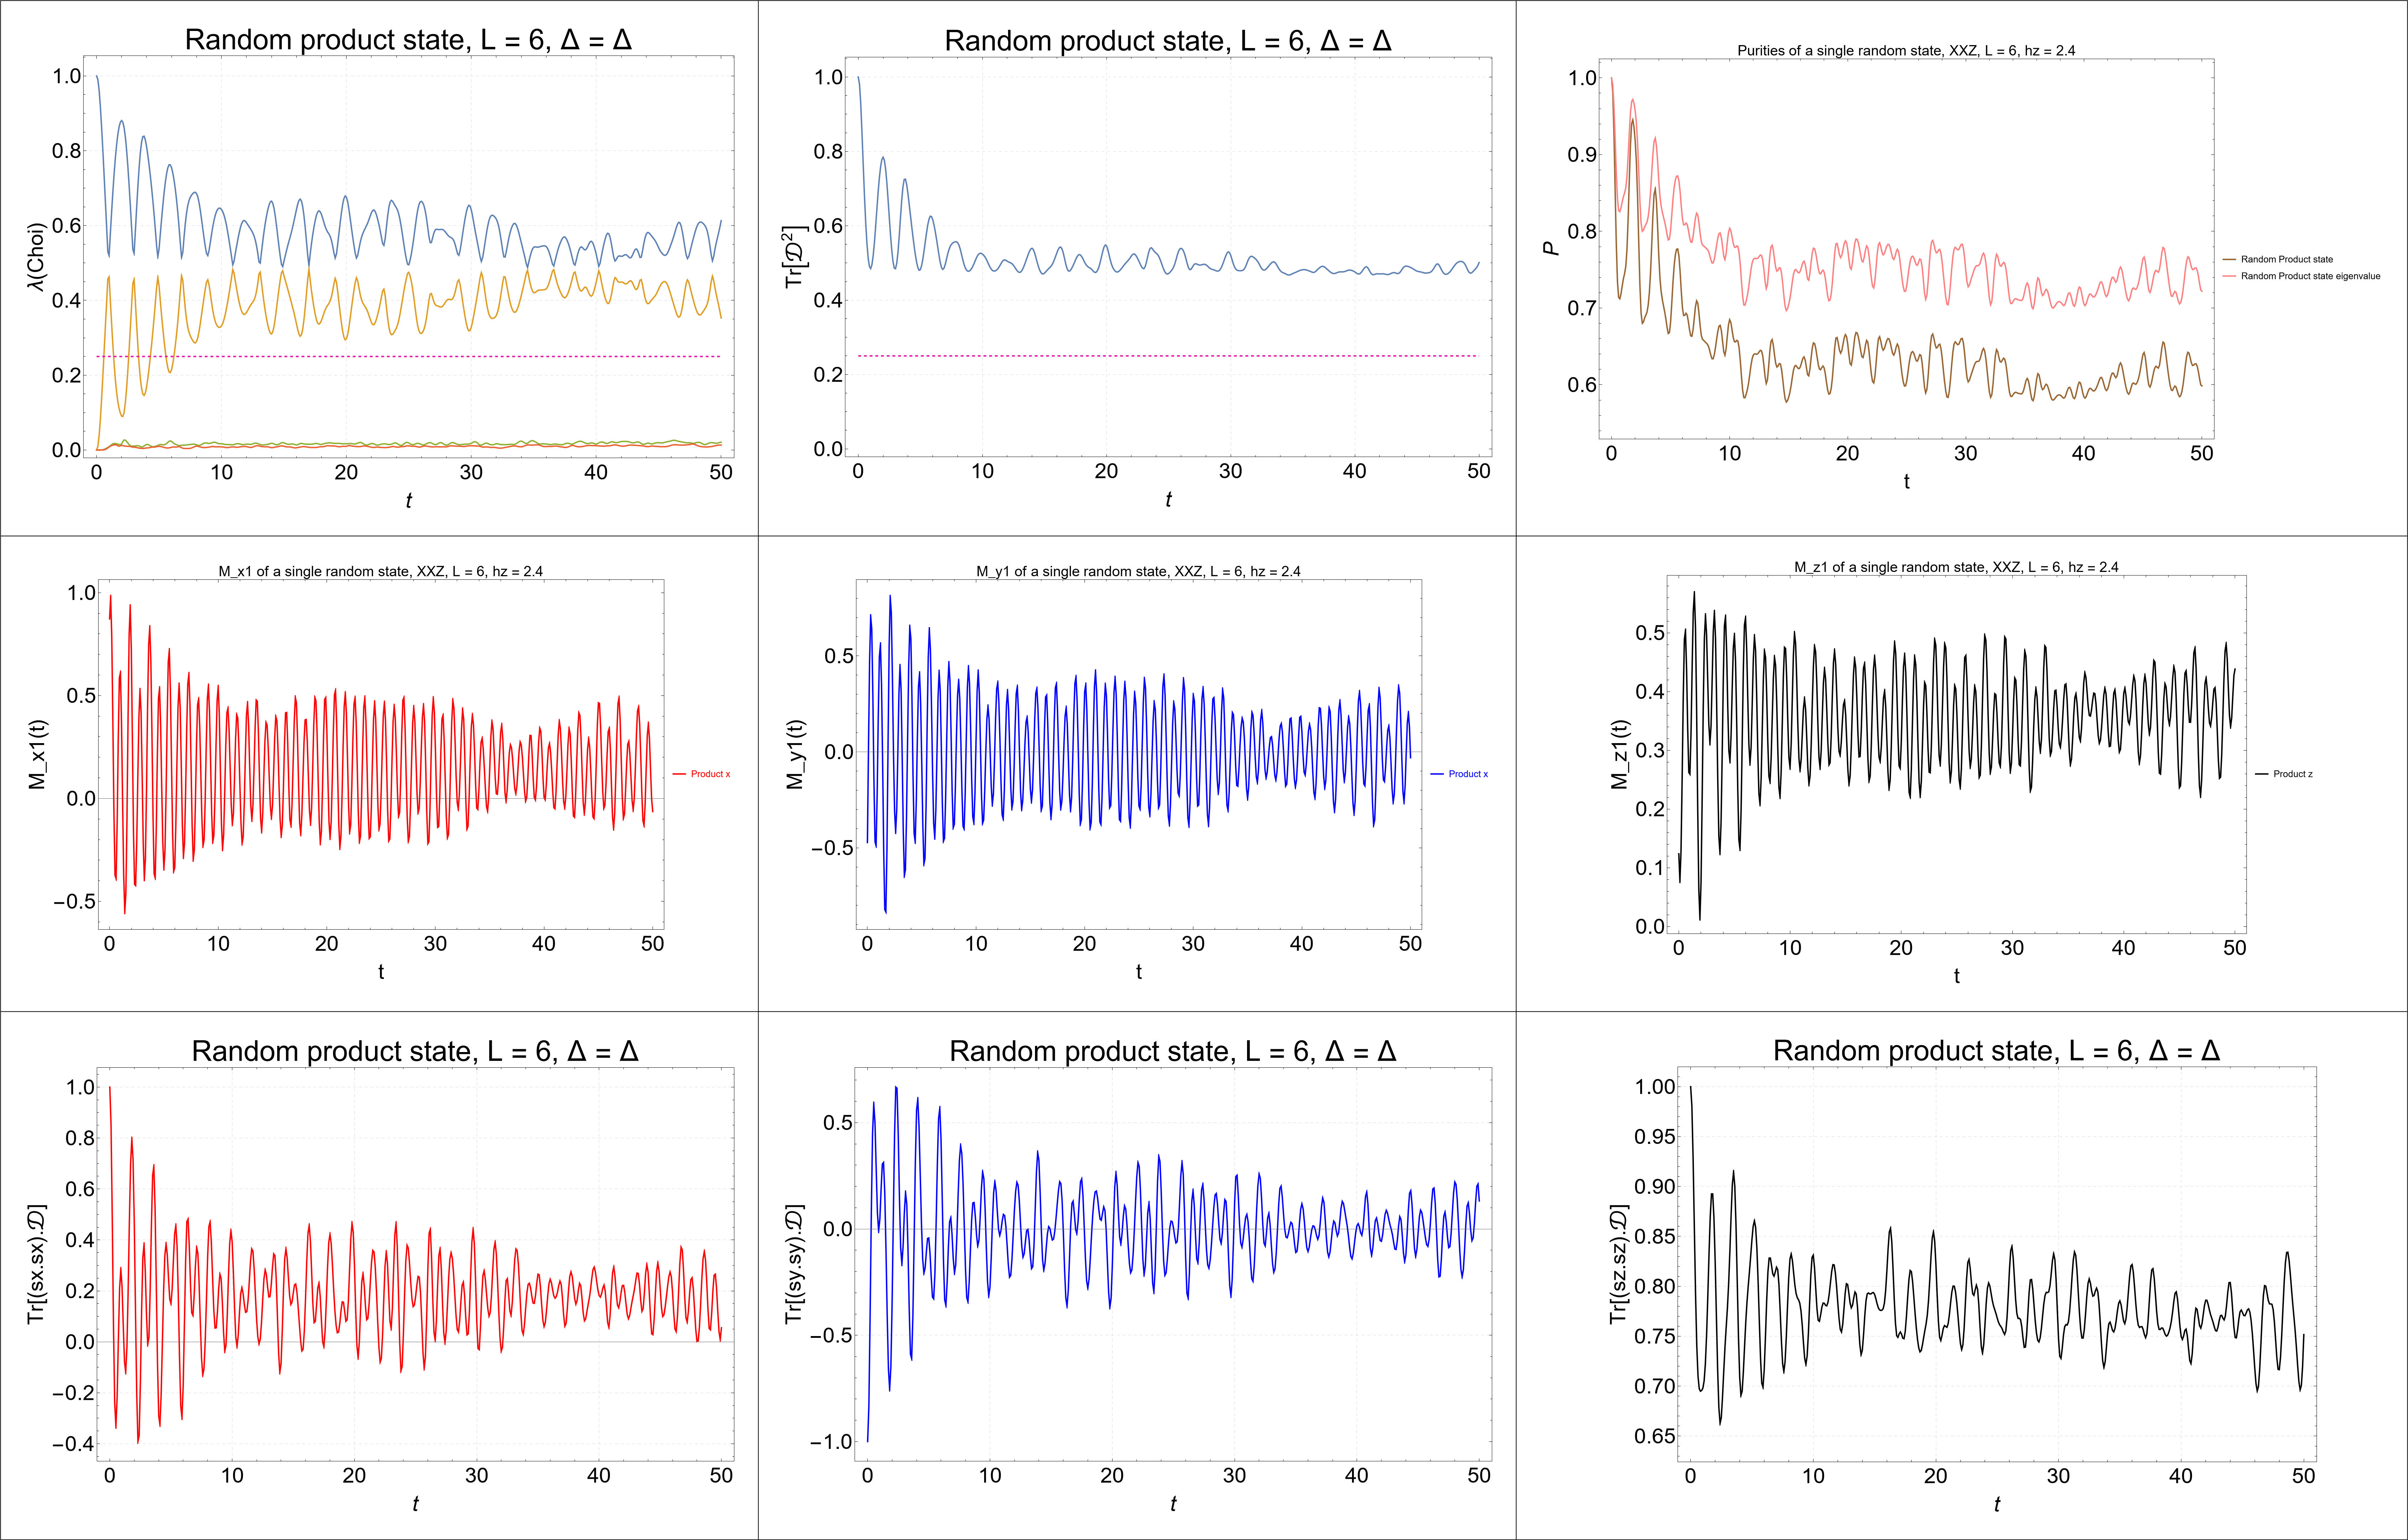 Random product state, L = 6, Δ = Δ
λ(Choi)
1.0
0.8
0.6
0.4
0.2
0.0
0 10 20 30 40 50
t
Random product state, L = 6, Δ = Δ
Tr[𝒟²]
1.0
0.8
0.6
0.4
0.2
0.0
0 10 20 30 40 50
t
Purities of a single random state, XXZ, L = 6, hz = 2.4
P
1.0
0.9
0.8
0.7
0.6
0 10 20 30 40 50
t
Random Product state
Random Product state eigenvalue
M_x1 of a single random state, XXZ, L = 6, hz = 2.4
M_x1(t)
1.0
0.5
0.0
−0.5
0 10 20 30 40 50
t
Product x
M_y1 of a single random state, XXZ, L = 6, hz = 2.4
M_y1(t)
0.5
0.0
−0.5
0 10 20 30 40 50
t
Product x
M_z1 of a single random state, XXZ, L = 6, hz = 2.4
M_z1(t)
0.5
0.4
0.3
0.2
0.1
0.0
0 10 20 30 40 50
t
Product z
Random product state, L = 6, Δ = Δ
Tr[(sx.sx).𝒟]
1.0
0.8
0.6
0.4
0.2
0.0
−0.2
−0.4
0 10 20 30 40 50
t
Random product state, L = 6, Δ = Δ
Tr[(sy.sy).𝒟]
0.5
0.0
−0.5
−1.0
0 10 20 30 40 50
t
Random product state, L = 6, Δ = Δ
Tr[(sz.sz).𝒟]
1.00
0.95
0.90
0.85
0.80
0.75
0.70
0.65
0 10 20 30 40 50
t